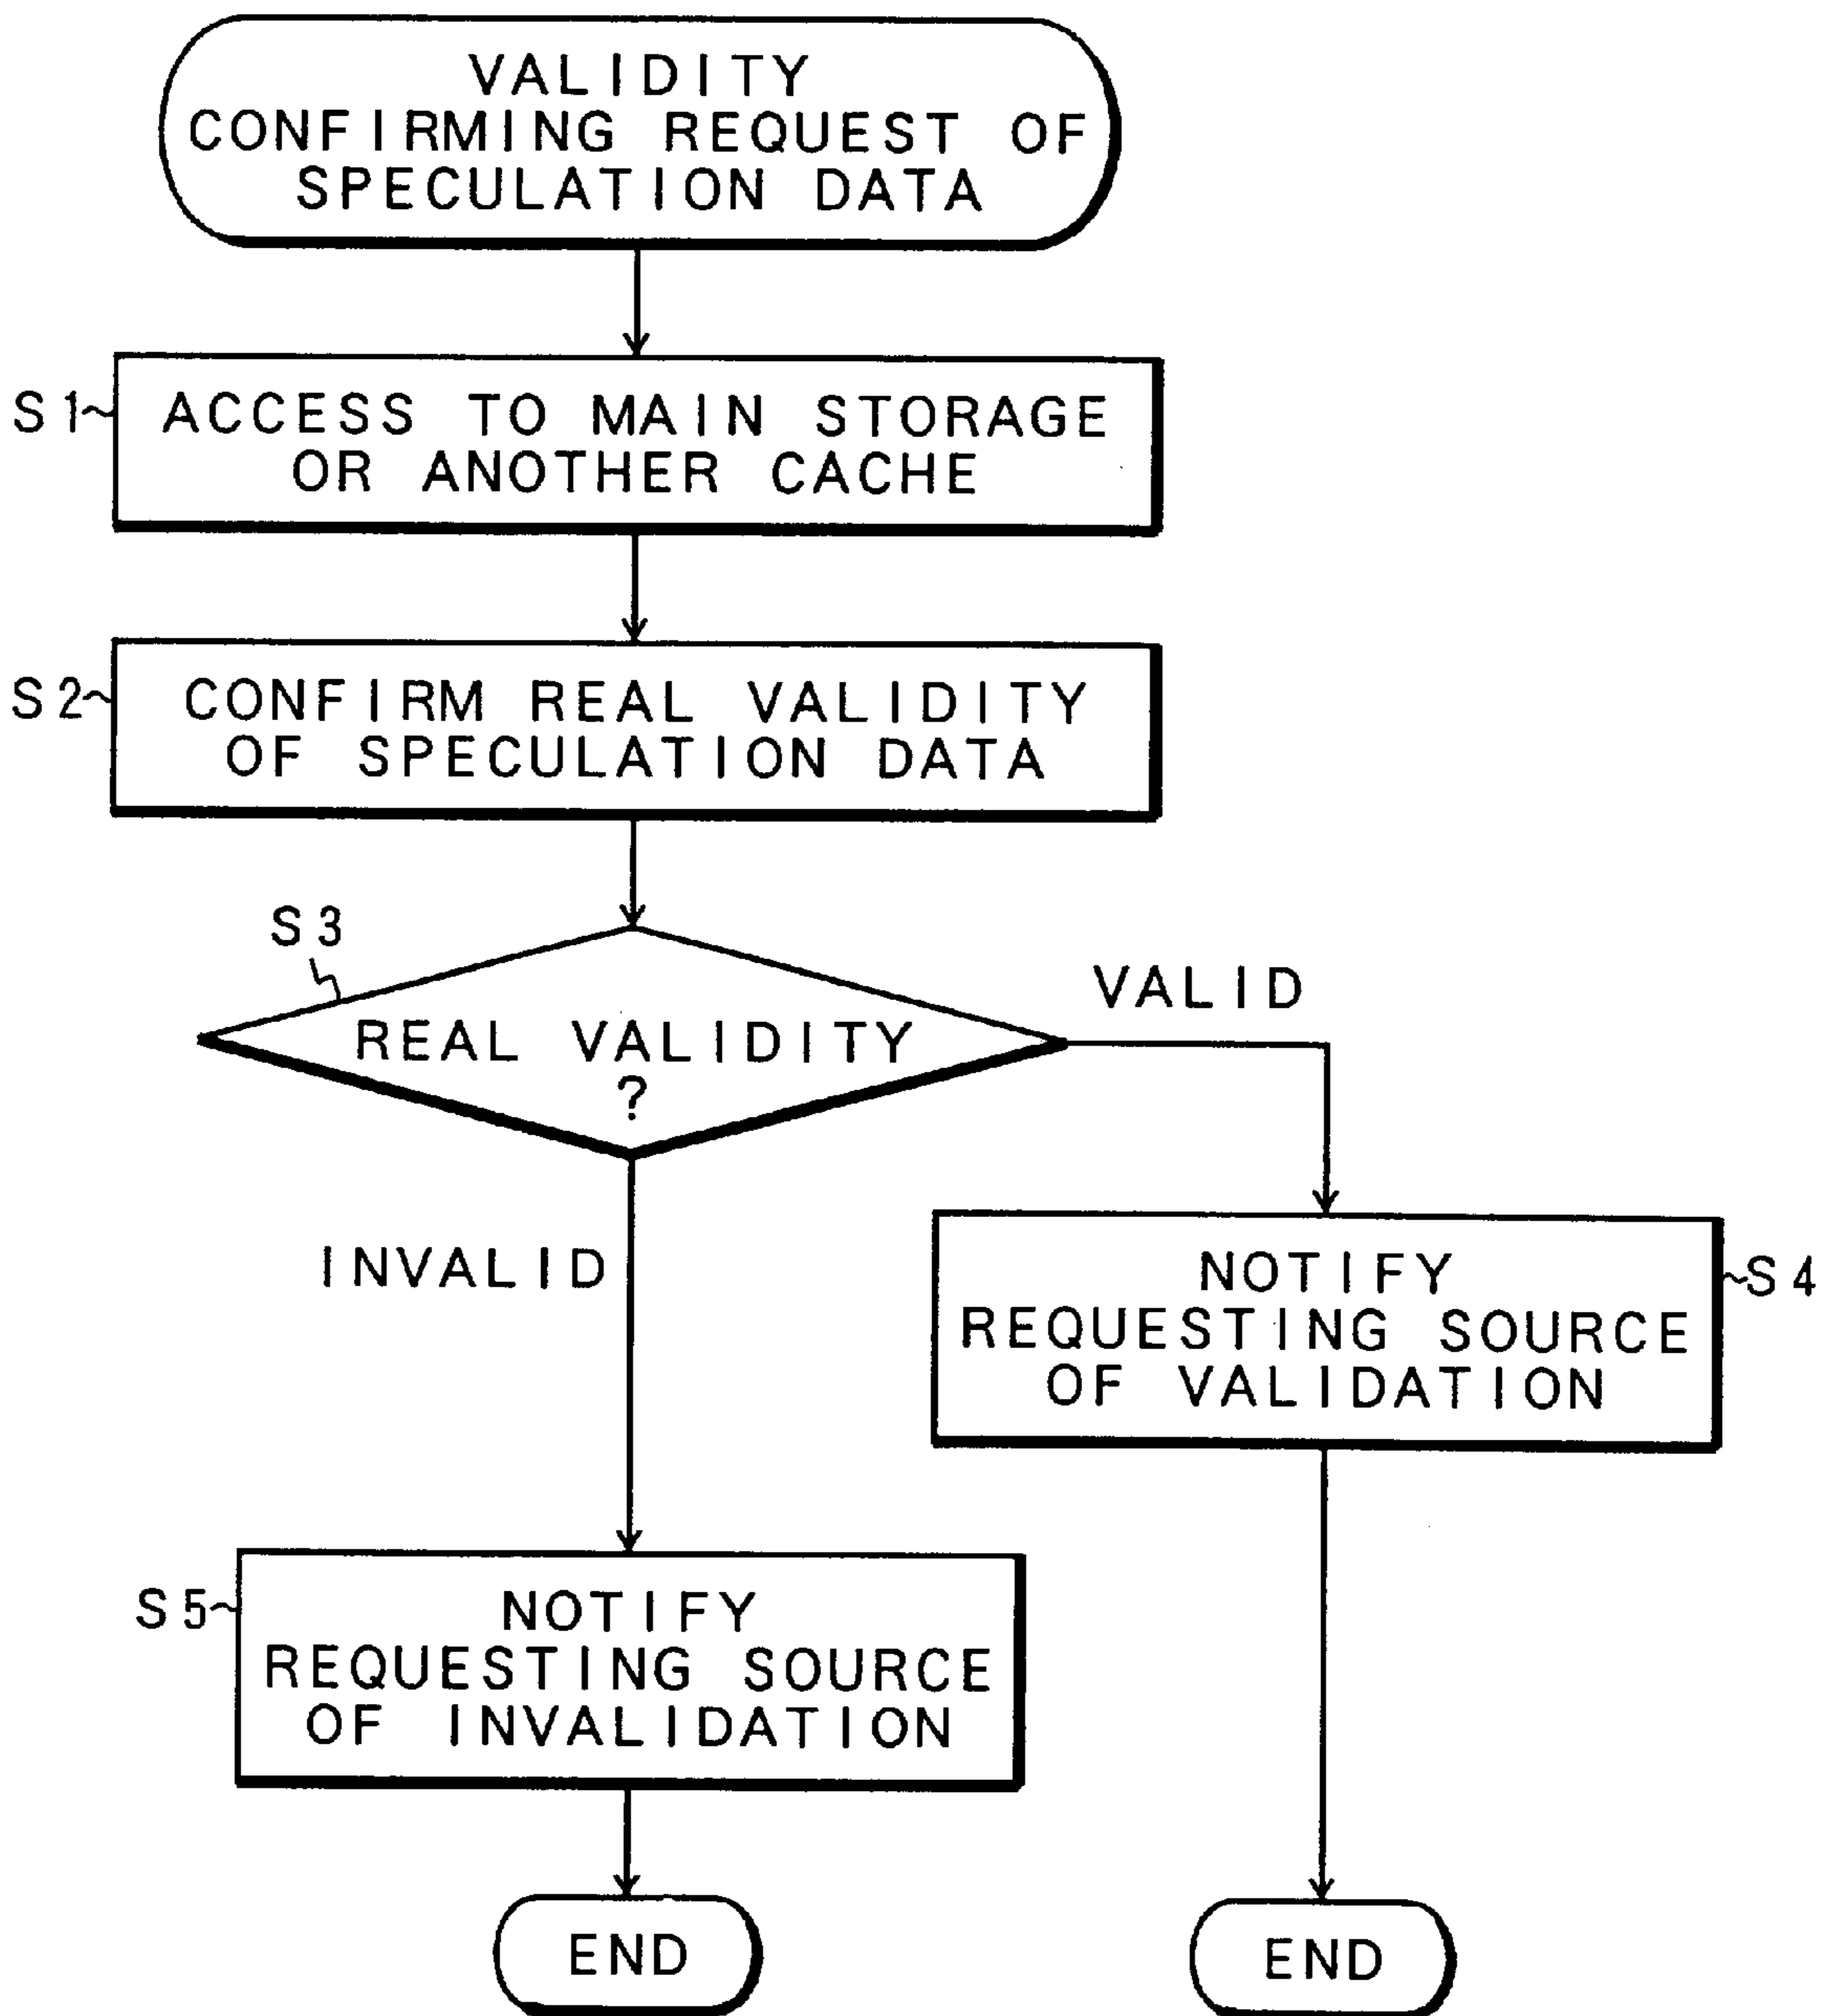 VALIDITY
CONFIRMING REQUEST OF
SPECULATION DATA
S1
ACCESS TO MAIN STORAGE
OR ANOTHER CACHE
S2
CONFIRM REAL VALIDITY
OF SPECULATION DATA
S3
REAL VALIDITY
?
VALID
INVALID
NOTIFY
REQUESTING SOURCE
OF VALIDATION
S4
S5
NOTIFY
REQUESTING SOURCE
OF INVALIDATION
END
END